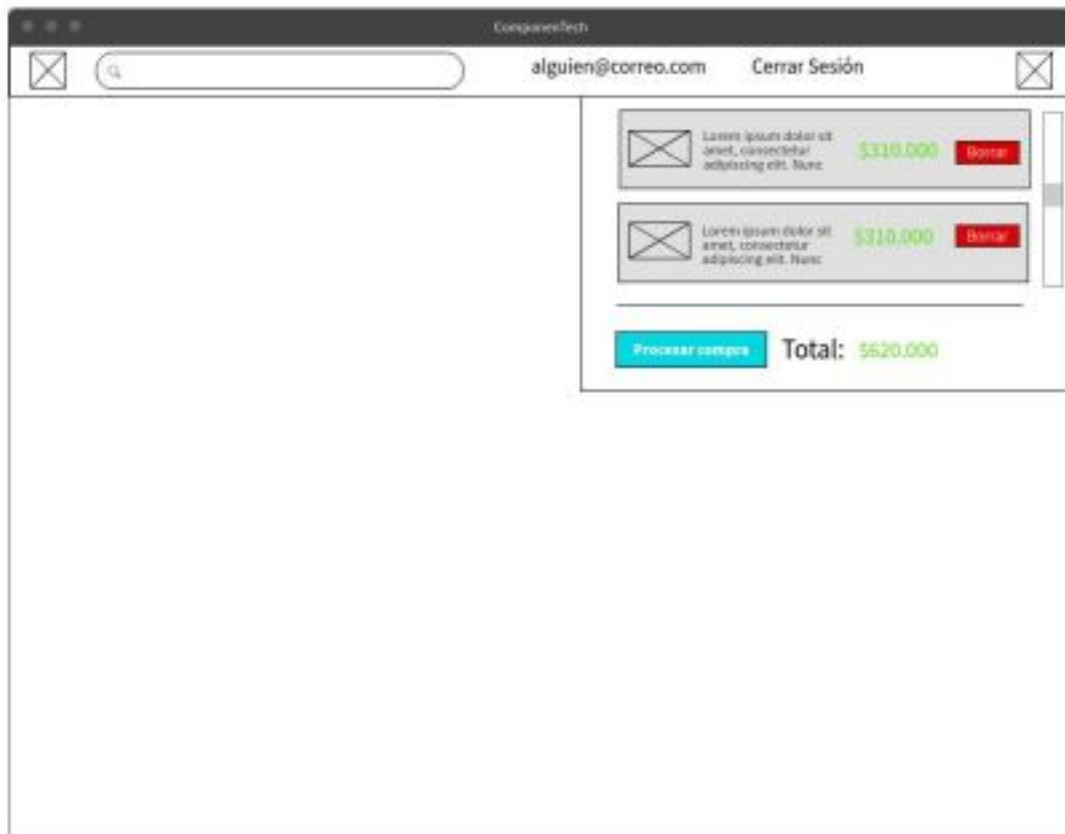 ComponenTech
alguien@correo.com Cerrar Sesión
Lorem ipsum dolor sit
amet, consectetur
adipiscing elit. Nunc
$310.000
Borrar
Lorem ipsum dolor sit
amet, consectetur
adipiscing elit. Nunc
$310.000
Borrar
Procesar compra
Total: $620.000